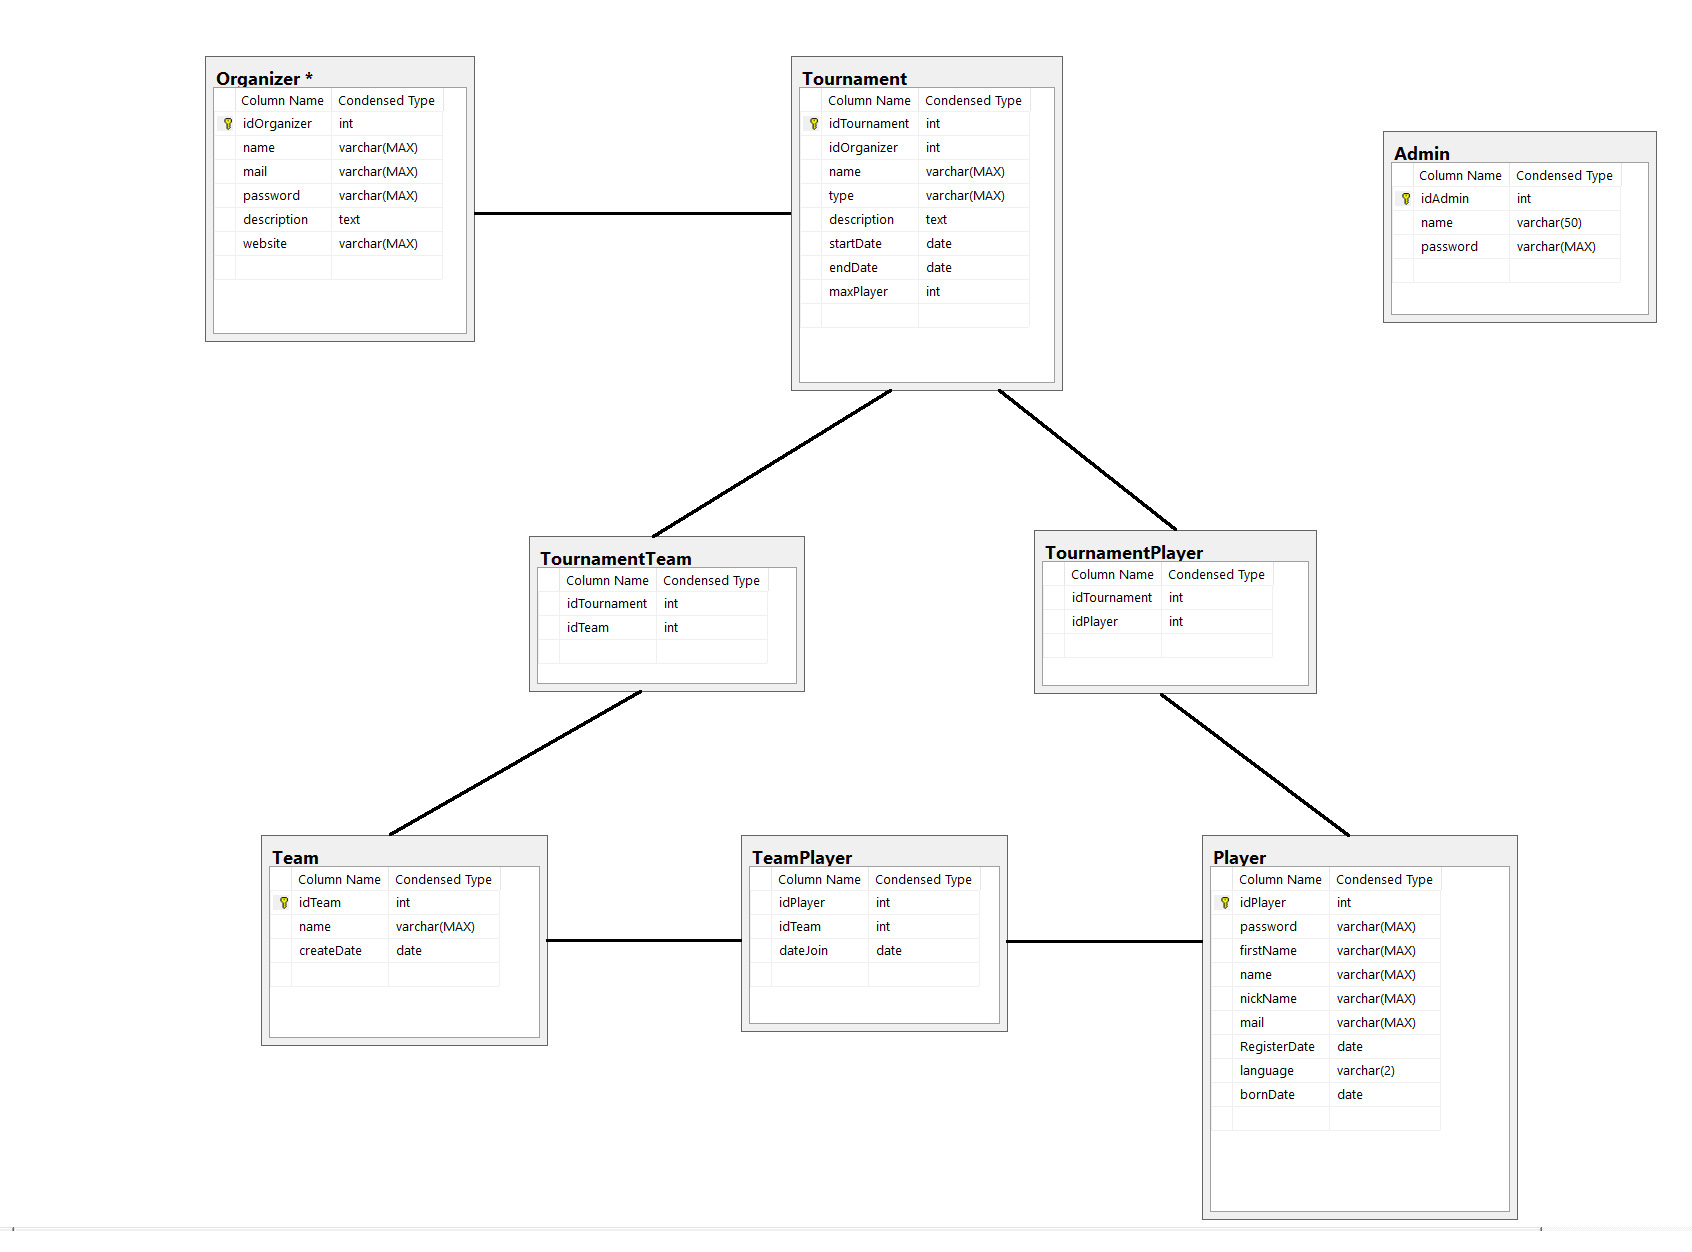 Organizer *
Column Name Condensed Type
idOrganizer int
name varchar(MAX)
mail varchar(MAX)
password varchar(MAX)
description text
website varchar(MAX)
Tournament
Column Name Condensed Type
idTournament int
idOrganizer int
name varchar(MAX)
type varchar(MAX)
description text
startDate date
endDate date
maxPlayer int
Admin
Column Name Condensed Type
idAdmin int
name varchar(50)
password varchar(MAX)
TournamentTeam
Column Name Condensed Type
idTournament int
idTeam int
TournamentPlayer
Column Name Condensed Type
idTournament int
idPlayer int
Team
Column Name Condensed Type
idTeam int
name varchar(MAX)
createDate date
TeamPlayer
Column Name Condensed Type
idPlayer int
idTeam int
dateJoin date
Player
Column Name Condensed Type
idPlayer int
password varchar(MAX)
firstName varchar(MAX)
name varchar(MAX)
nickName varchar(MAX)
mail varchar(MAX)
RegisterDate date
language varchar(2)
bornDate date